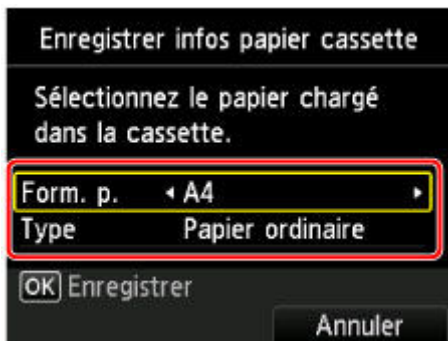 Enregistrer infos papier cassette
Sélectionnez le papier chargé
dans la cassette.
Form. p. A4
Type Papier ordinaire
OK Enregistrer
Annuler